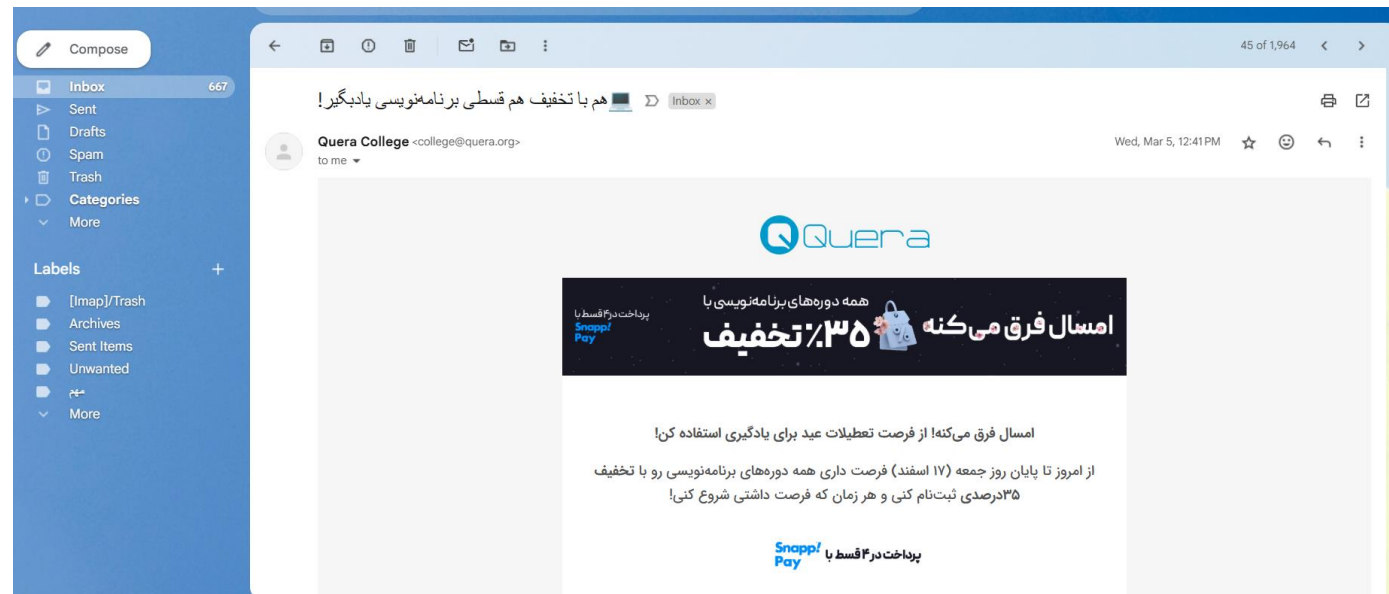 Compose
45 of 1,964
Inbox 667
Sent
Drafts
Spam
Trash
Categories
More
Labels +
[Imap]/Trash
Archives
Sent Items
Unwanted
مهم
More
هم با تخفیف هم قسطی برنامه‌نویسی یادبگیر!
Inbox ×
Quera College <college@quera.org>
Wed, Mar 5, 12:41 PM
to me
Quera
امسال فرق می‌کنه
همه دوره‌های برنامه‌نویسی با
۳۵٪ تخفیف
پرداخت در ۴ قسط با
Snapp!
Pay
امسال فرق می‌کنه! از فرصت تعطیلات عید برای یادگیری استفاده کن!
از امروز تا پایان روز جمعه (۱۷ اسفند) فرصت داری همه دوره‌های برنامه‌نویسی رو با تخفیف
۳۵درصدی ثبت‌نام کنی و هر زمان که فرصت داشتی شروع کنی!
پرداخت در ۴ قسط با Snapp!
Pay